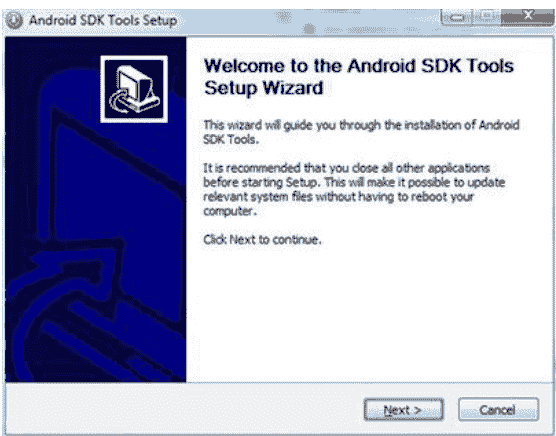 Android SDK Tools Setup
Welcome to the Android SDK Tools
Setup Wizard
This wizard will guide you through the installation of Android
SDK Tools.
It is recommended that you close all other applications
before starting Setup. This will make it possible to update
relevant system files without having to reboot your
computer.
Click Next to continue.
Next > Cancel